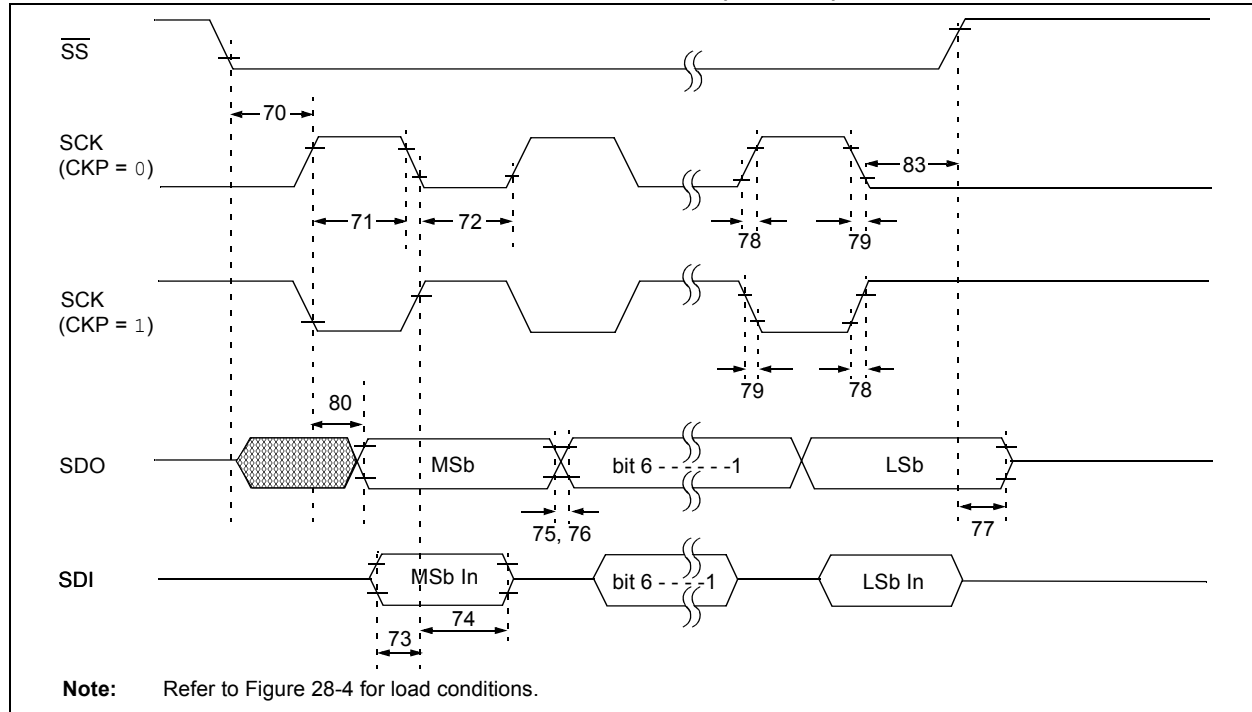 SS
70
SCK
(CKP = 0)
83
71
72
78
79
SCK
(CKP = 1)
79
78
80
SDO
MSb
bit 6 - - - - - -1
LSb
75, 76
77
SDI
MSb In
bit 6 - - - -1
LSb In
74
73
Note: Refer to Figure 28-4 for load conditions.